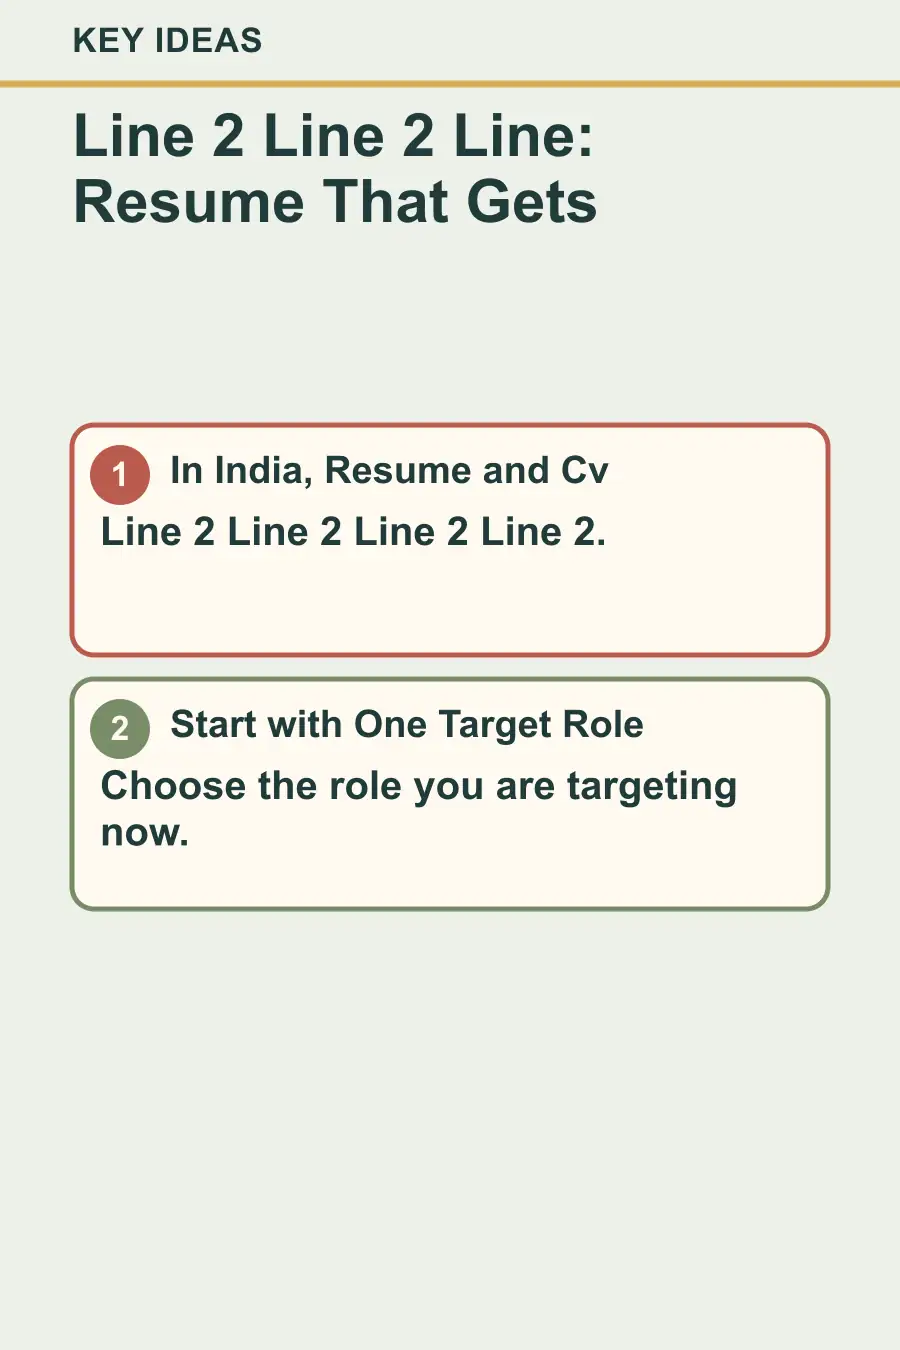 KEY IDEAS
Line 2 Line 2 Line:
Resume That Gets
1
In India, Resume and Cv
Line 2 Line 2 Line 2 Line 2.
2
Start with One Target Role
Choose the role you are targeting
now.